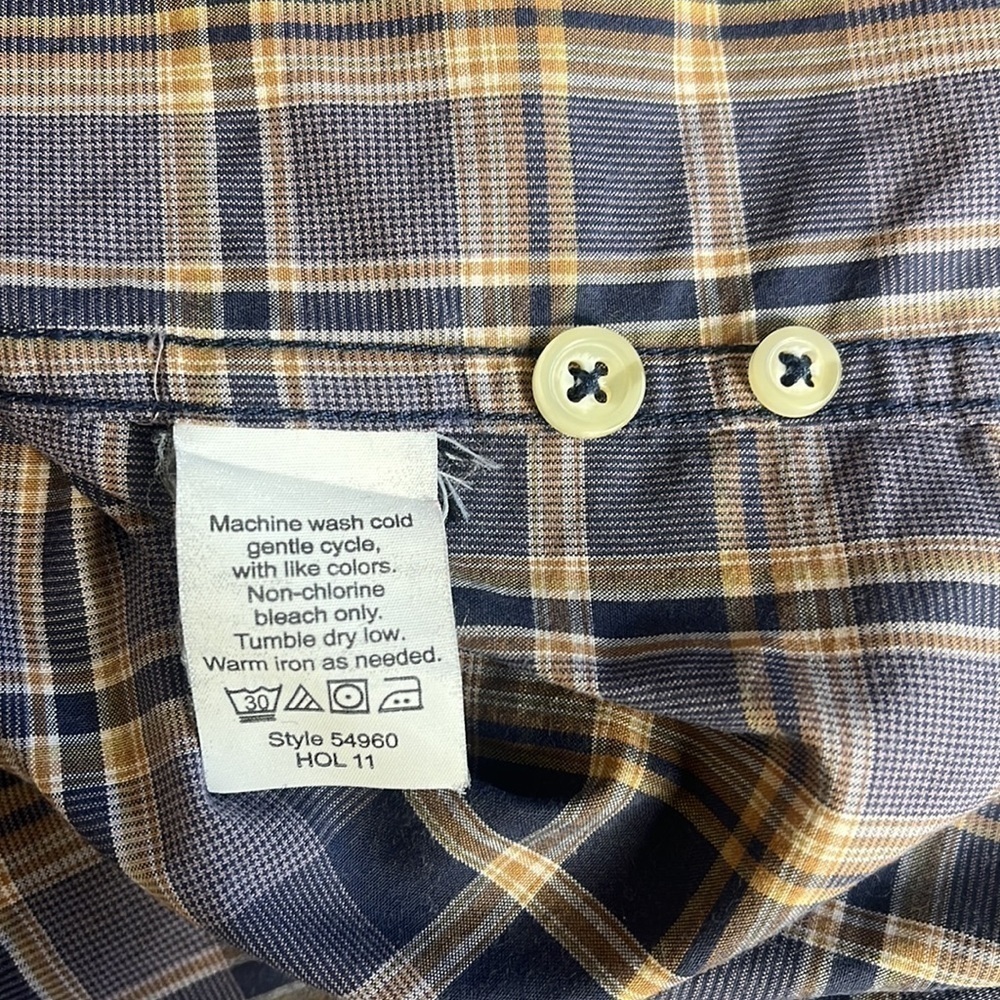 Machine wash cold
gentle cycle,
with like colors.
Non-chlorine
bleach only.
Tumble dry low.
Warm iron as needed.
30
Style 54960
HOL 11